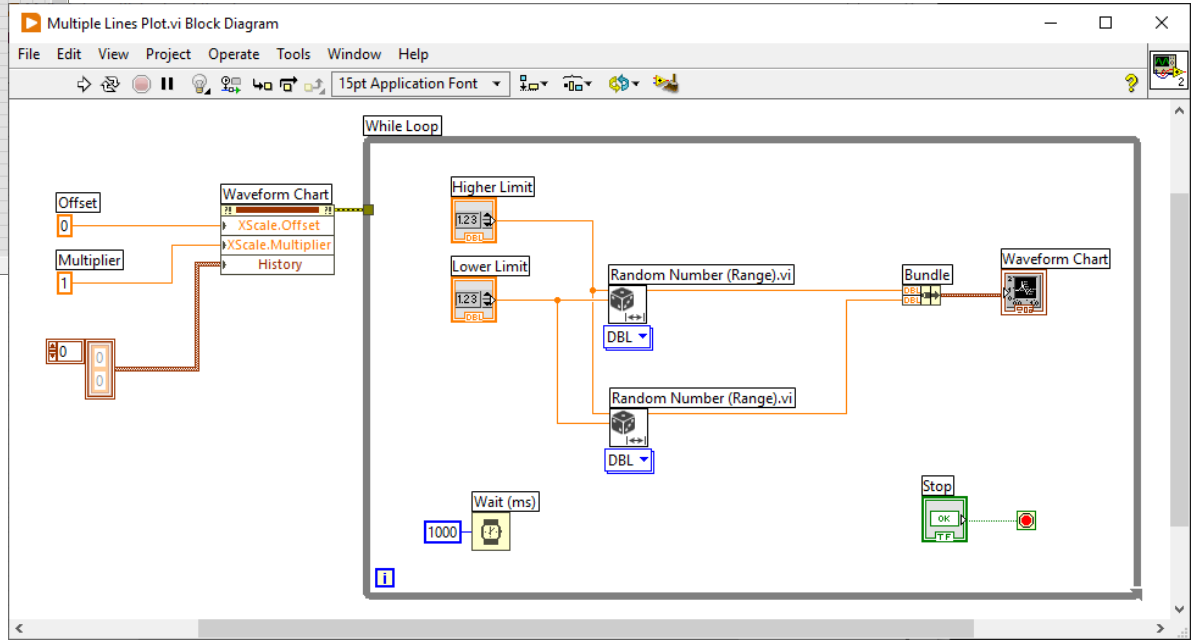 Multiple Lines Plot.vi Block Diagram
File Edit View Project Operate Tools Window Help
15pt Application Font
2
While Loop
Offset
0
Multiplier
1
0
0
0
Waveform Chart
?! ?!
XScale.Offset
XScale.Multiplier
History
Higher Limit
1.23
DBL
Lower Limit
1.23
DBL
Random Number (Range).vi
DBL
Random Number (Range).vi
DBL
Bundle
DBL
DBL
Waveform Chart
Wait (ms)
1000
Stop
OK
TF
i